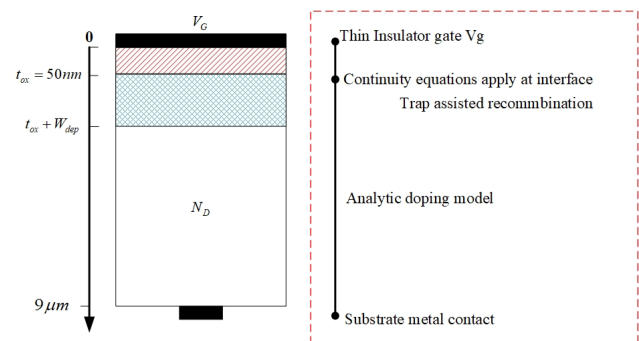 V_G
0
t_ox = 50nm
t_ox + W_dep
N_D
9 μm
Thin Insulator gate Vg
Continuity equations apply at interface
Trap assisted recommbination
Analytic doping model
Substrate metal contact